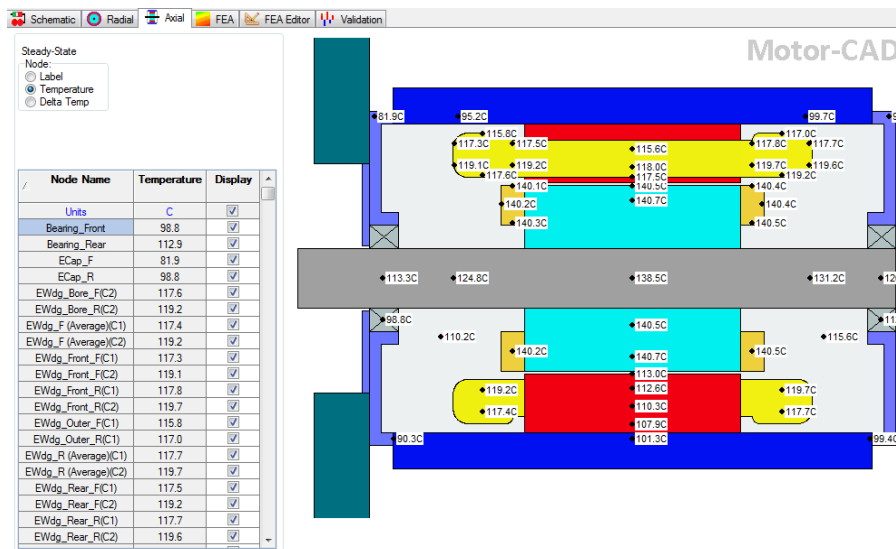 Schematic Radial Axial FEA FEA Editor Validation
Motor-CAD
Steady-State
Node:
Label
Temperature
Delta Temp
Node Name Temperature Display
Units C
Bearing_Front 98.8
Bearing_Rear 112.9
ECap_F 81.9
ECap_R 98.8
EWdg_Bore_F(C2) 117.6
EWdg_Bore_R(C2) 119.2
EWdg_F (Average)(C1) 117.4
EWdg_F (Average)(C2) 119.2
EWdg_Front_F(C1) 117.3
EWdg_Front_F(C2) 119.1
EWdg_Front_R(C1) 117.8
EWdg_Front_R(C2) 119.7
EWdg_Outer_F(C1) 115.8
EWdg_Outer_R(C1) 117.0
EWdg_R (Average)(C1) 117.7
EWdg_R (Average)(C2) 119.7
EWdg_Rear_F(C1) 117.5
EWdg_Rear_F(C2) 119.2
EWdg_Rear_R(C1) 117.7
EWdg_Rear_R(C2) 119.6
81.9C 95.2C 99.7C
115.8C 117.0C
117.3C 117.5C 115.6C 117.8C 117.7C
119.1C 119.2C 118.0C 119.7C 119.6C
117.6C 117.5C 119.2C
140.1C 140.5C 140.4C
140.2C 140.7C 140.4C
140.3C 140.5C
113.3C 124.8C 138.5C 131.2C
98.8C 140.5C
110.2C 115.6C
140.2C 140.7C 140.5C
113.0C
119.2C 112.6C 119.7C
117.4C 110.3C 117.7C
107.9C
90.3C 101.3C 99.4C